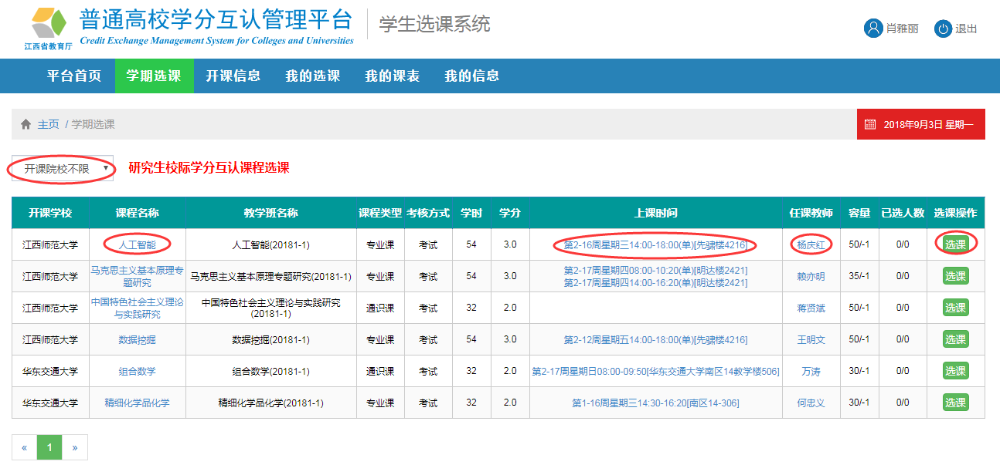 普通高校学分互认管理平台
Credit Exchange Management System for Colleges and Universities
江西省教育厅
学生选课系统
肖雅丽
退出
平台首页 学期选课 开课信息 我的选课 我的课表 我的信息
主页 / 学期选课
2018年9月3日 星期一
开课院校不限
研究生校际学分互认课程选课
开课学校 课程名称 教学班名称 课程类型 考核方式 学时 学分 上课时间 任课教师 容量 已选人数 选课操作
江西师范大学 人工智能 人工智能(20181-1) 专业课 考试 54 3.0 第2-16周星期三14:00-18:00(单)[先骕楼4216] 杨庆红 50/-1 0/0 选课
江西师范大学 马克思主义基本原理专题研究 马克思主义基本原理专题研究(20181-1) 专业课 考试 54 3.0 第2-17周星期四08:00-10:20(单)[明达楼2421]
第2-17周星期四14:00-16:20(单)[明达楼2421] 赖亦明 35/-1 0/0 选课
江西师范大学 中国特色社会主义理论与实践研究 中国特色社会主义理论与实践研究(20181-1) 通识课 考试 32 2.0 蒋贤斌 50/-1 0/0 选课
江西师范大学 数据挖掘 数据挖掘(20181-1) 专业课 考试 54 3.0 第2-12周星期五14:00-18:00(单)[先骕楼4216] 王明文 50/-1 0/0 选课
华东交通大学 组合数学 组合数学(20181-1) 通识课 考试 32 2.0 第2-17周星期日08:00-09:50[华东交通大学南区14教学楼506] 万涛 30/-1 0/0 选课
华东交通大学 精细化学品化学 精细化学品化学(20181-1) 专业课 考试 32 2.0 第1-16周星期三14:30-16:20[南区14-306] 何忠义 30/-1 0/0 选课
« 1 »